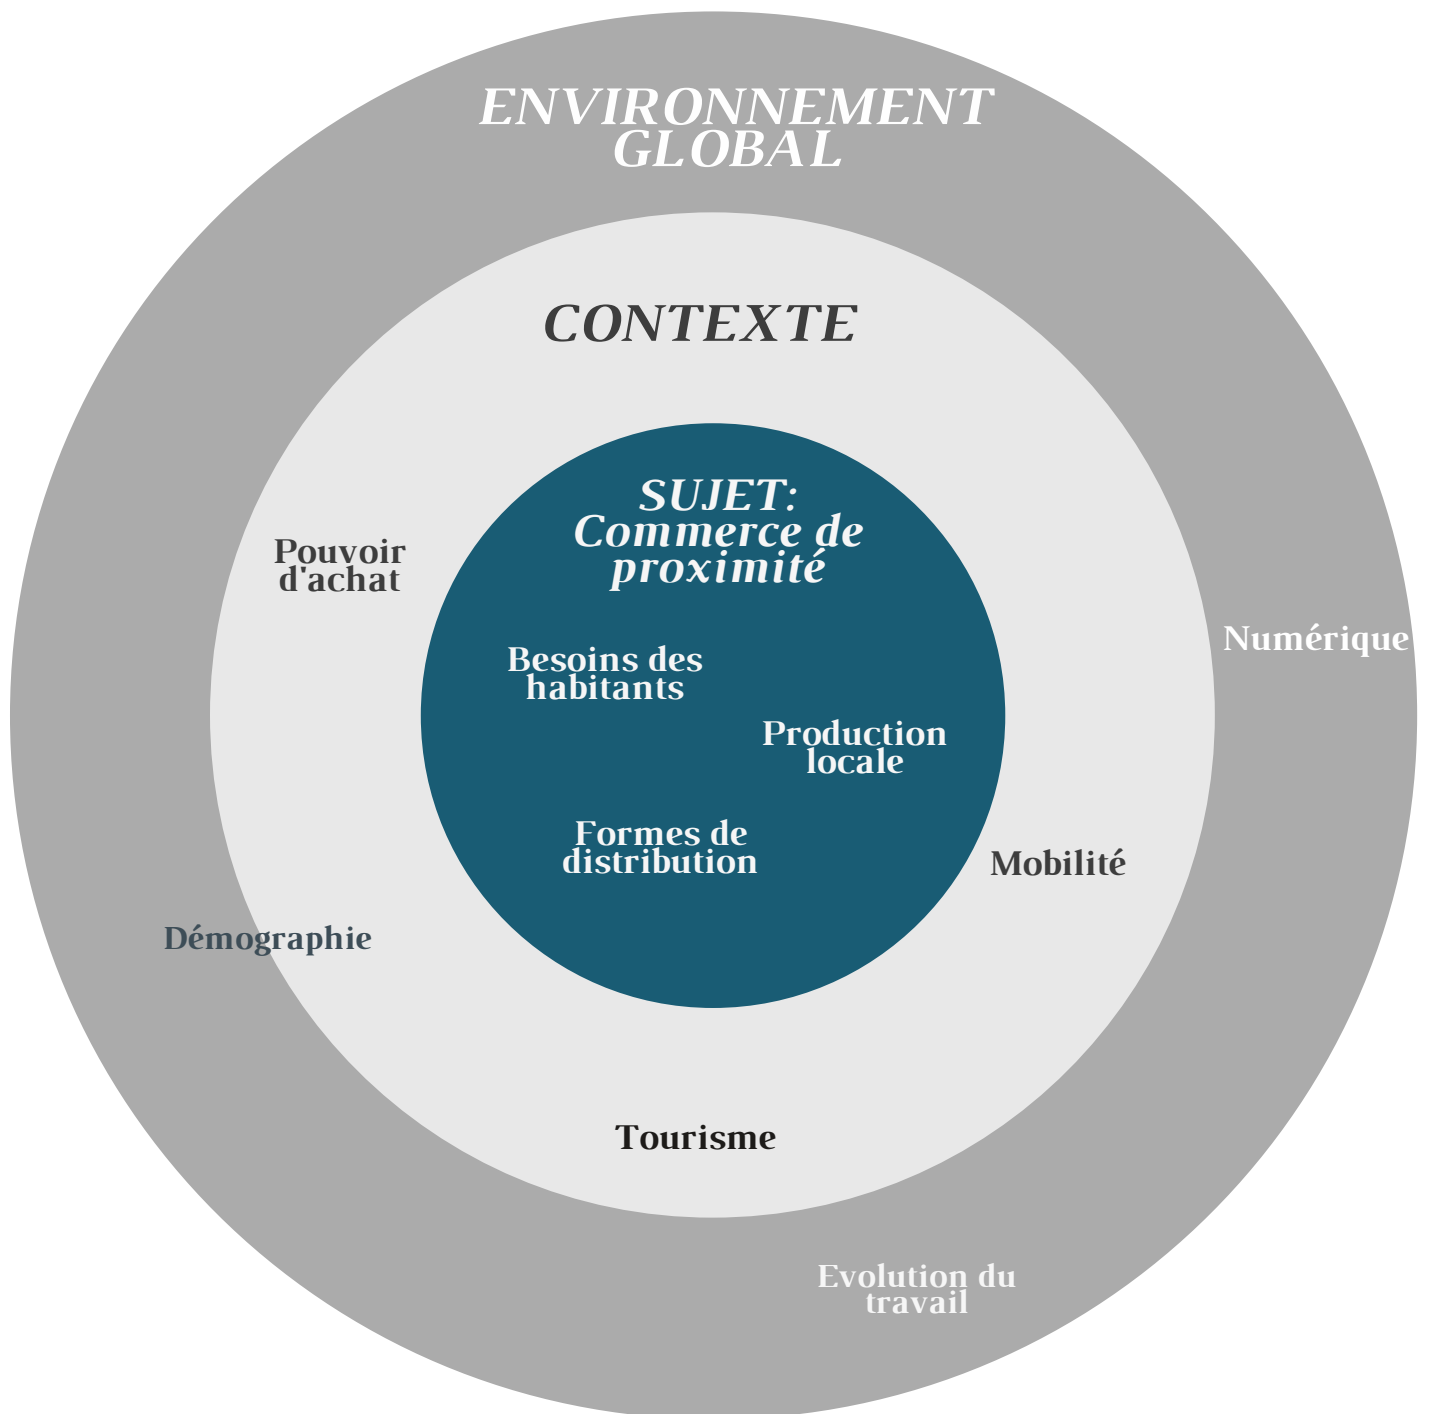 ENVIRONNEMENT
GLOBAL
CONTEXTE
SUJET:
Commerce de
proximité
Pouvoir
d'achat
Numérique
Besoins des
habitants
Production
locale
Formes de
distribution
Mobilité
Démographie
Tourisme
Evolution du
travail